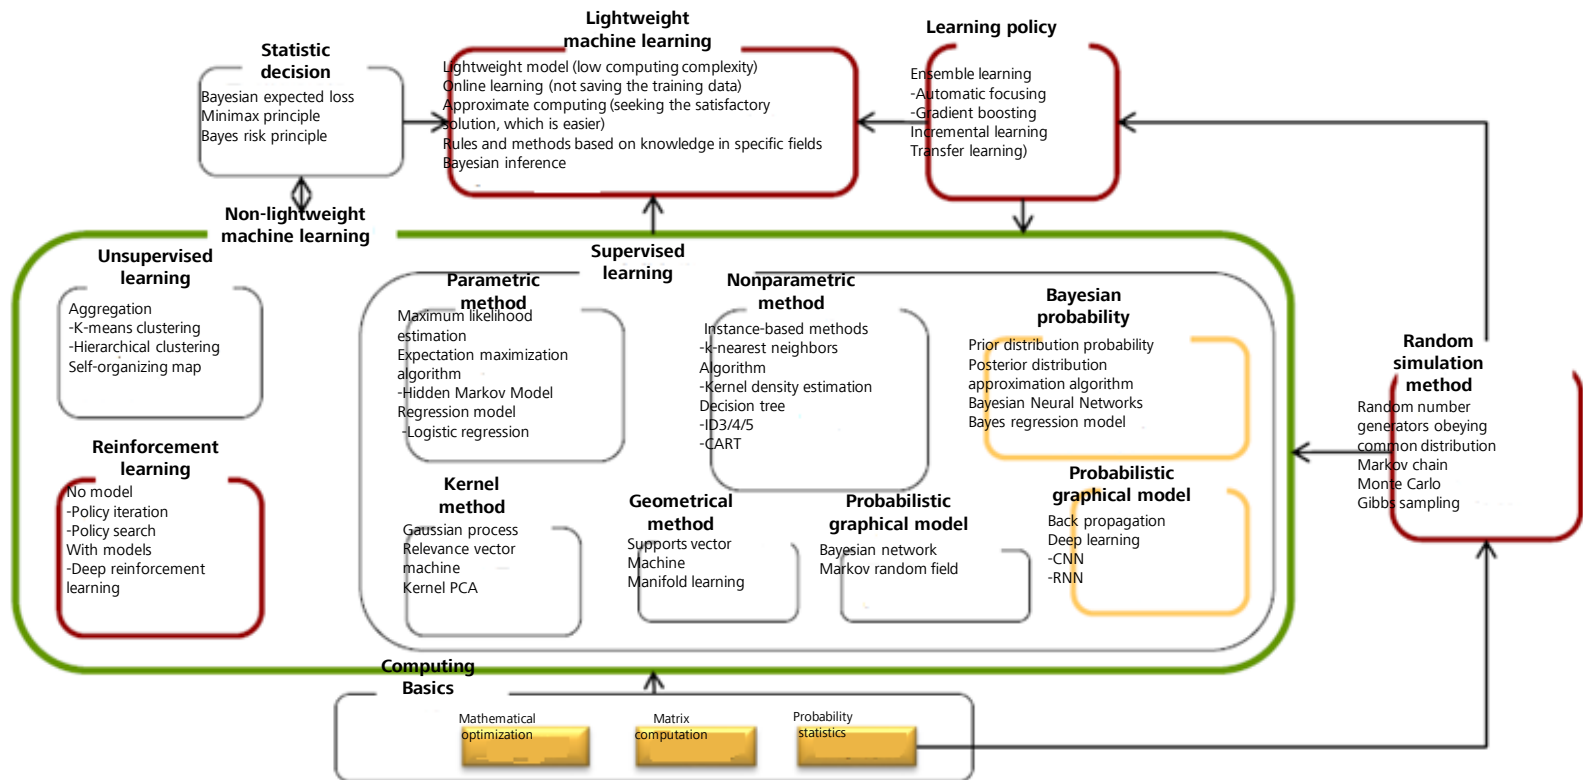 Statistic
decision
Bayesian expected loss
Minimax principle
Bayes risk principle
Lightweight
machine learning
Lightweight model (low computing complexity)
Online learning (not saving the training data)
Approximate computing (seeking the satisfactory
solution, which is easier)
Rules and methods based on knowledge in specific fields
Bayesian inference
Learning policy
Ensemble learning
-Automatic focusing
-Gradient boosting
Incremental learning
Transfer learning)
Non-lightweight
machine learning
Unsupervised
learning
Aggregation
-K-means clustering
-Hierarchical clustering
Self-organizing map
Reinforcement
learning
No model
-Policy iteration
-Policy search
With models
-Deep reinforcement
learning
Supervised
learning
Parametric
method
Maximum likelihood
estimation
Expectation maximization
algorithm
-Hidden Markov Model
Regression model
-Logistic regression
Nonparametric
method
Instance-based methods
-k-nearest neighbors
Algorithm
-Kernel density estimation
Decision tree
-ID3/4/5
-CART
Bayesian
probability
Prior distribution probability
Posterior distribution
approximation algorithm
Bayesian Neural Networks
Bayes regression model
Kernel
method
Gaussian process
Relevance vector
machine
Kernel PCA
Geometrical
method
Supports vector
Machine
Manifold learning
Probabilistic
graphical model
Bayesian network
Markov random field
Probabilistic
graphical model
Back propagation
Deep learning
-CNN
-RNN
Random
simulation
method
Random number
generators obeying
common distribution
Markov chain
Monte Carlo
Gibbs sampling
Computing
Basics
Mathematical
optimization
Matrix
computation
Probability
statistics